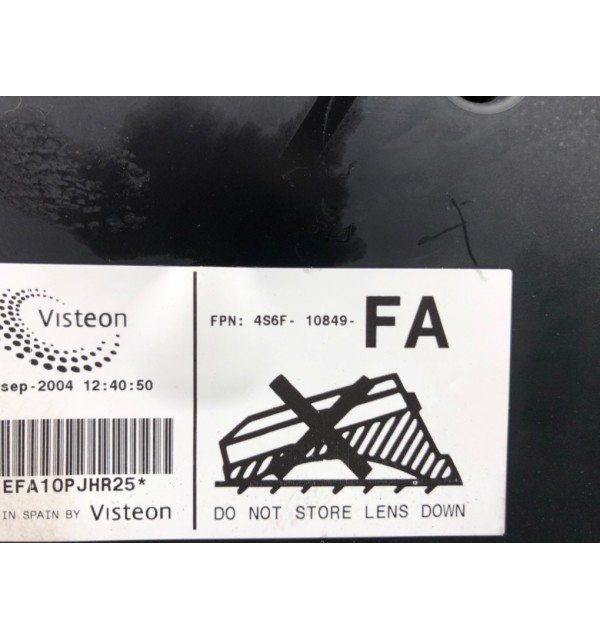 Visteon
sep-2004 12:40:50
EFA10PJHR25*
IN SPAIN BY Visteon
FPN: 4S6F- 10849- FA
DO NOT STORE LENS DOWN